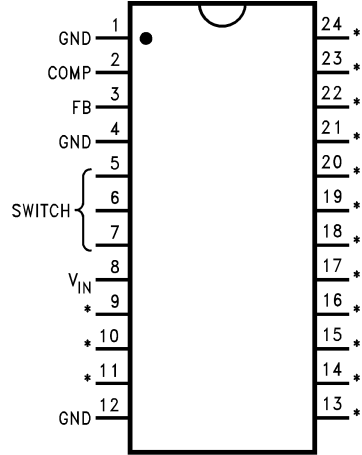 GND 1 24 *
COMP 2 23 *
FB 3 22 *
GND 4 21 *
5 20 *
SWITCH 6 19 *
7 18 *
VIN 8 17 *
* 9 16 *
* 10 15 *
* 11 14 *
GND 12 13 *